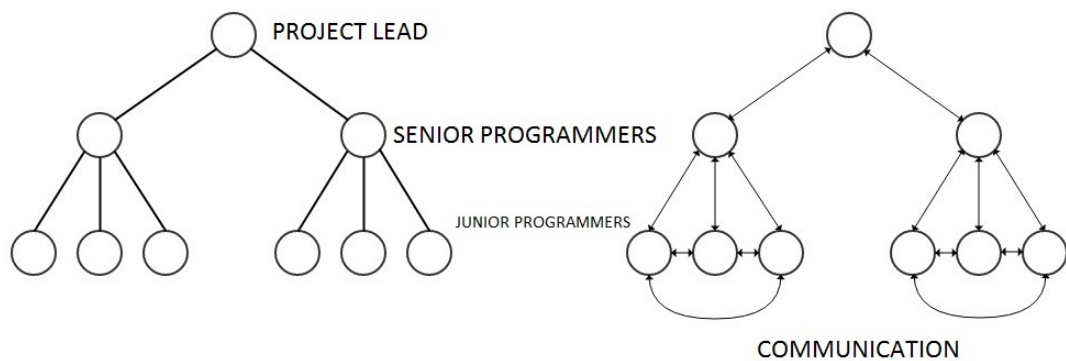 PROJECT LEAD
SENIOR PROGRAMMERS
JUNIOR PROGRAMMERS
COMMUNICATION